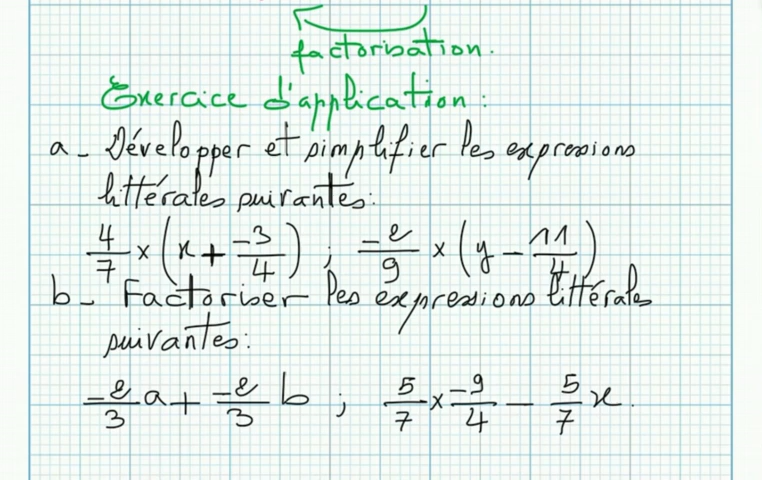 factorisation.
Exercice d'application :
a - Développer et simplifier les expressions
littérales suivantes:
4/7 × (x + -3/4) ; -2/9 × (y - 11/4)
b - Factoriser les expressions littérales
suivantes:
-2/3 a + -2/3 b ; 5/7 × -9/4 - 5/7 x.